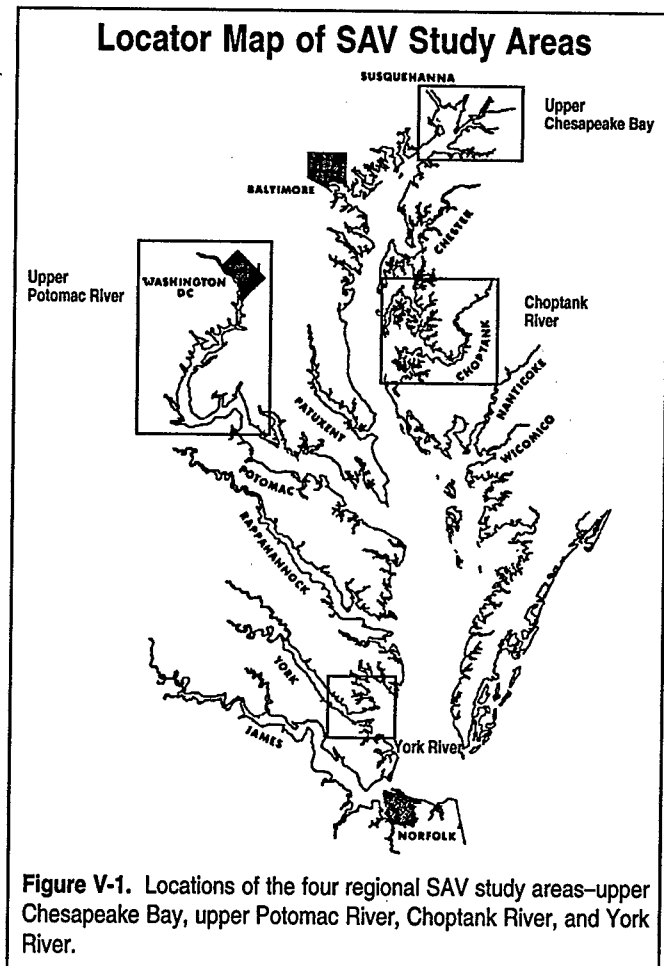 Locator Map of SAV Study Areas
SUSQUEHANNA
Upper
Chesapeake Bay
BALTIMORE
CHESTER
Upper
Potomac River
WASHINGTON
DC
Choptank
River
CHOPTANK
NANTICOKE
PATUXENT
WICOMICO
POTOMAC
RAPPAHANNOCK
YORK
JAMES
York River
NORFOLK
Figure V-1. Locations of the four regional SAV study areas–upper
Chesapeake Bay, upper Potomac River, Choptank River, and York
River.